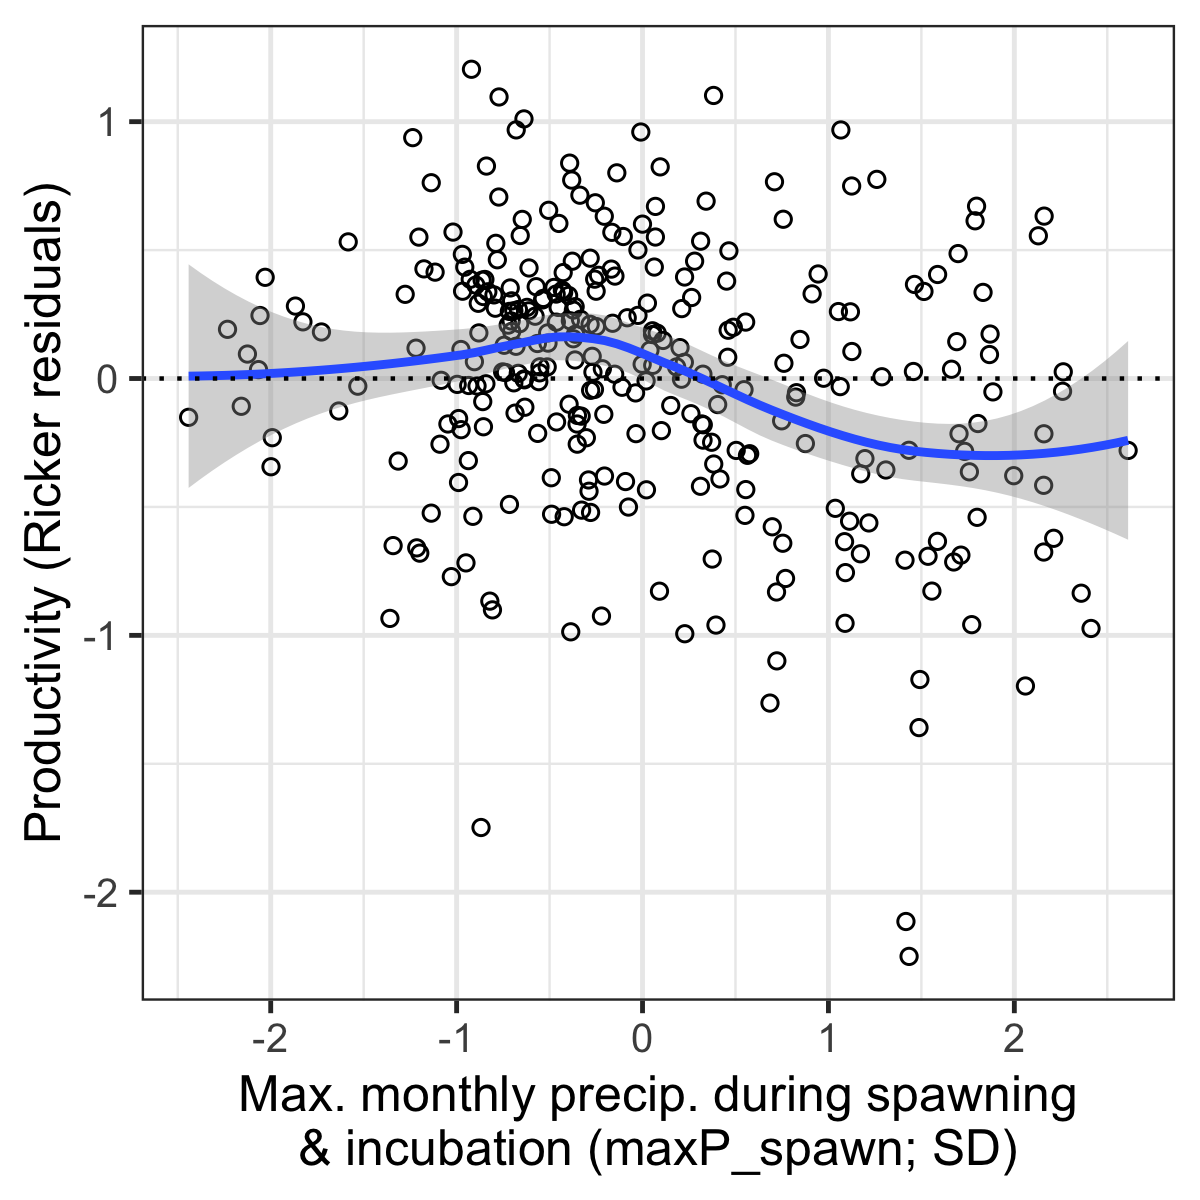 Productivity (Ricker residuals)
1
0
-1
-2
-2 -1 0 1 2
Max. monthly precip. during spawning
& incubation (maxP_spawn; SD)